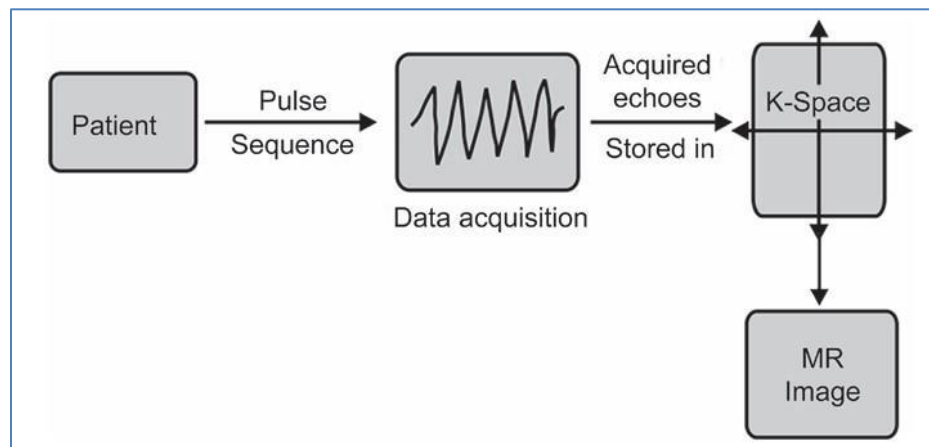 Patient
Pulse
Sequence
Data acquisition
Acquired
echoes
Stored in
K-Space
MR
Image